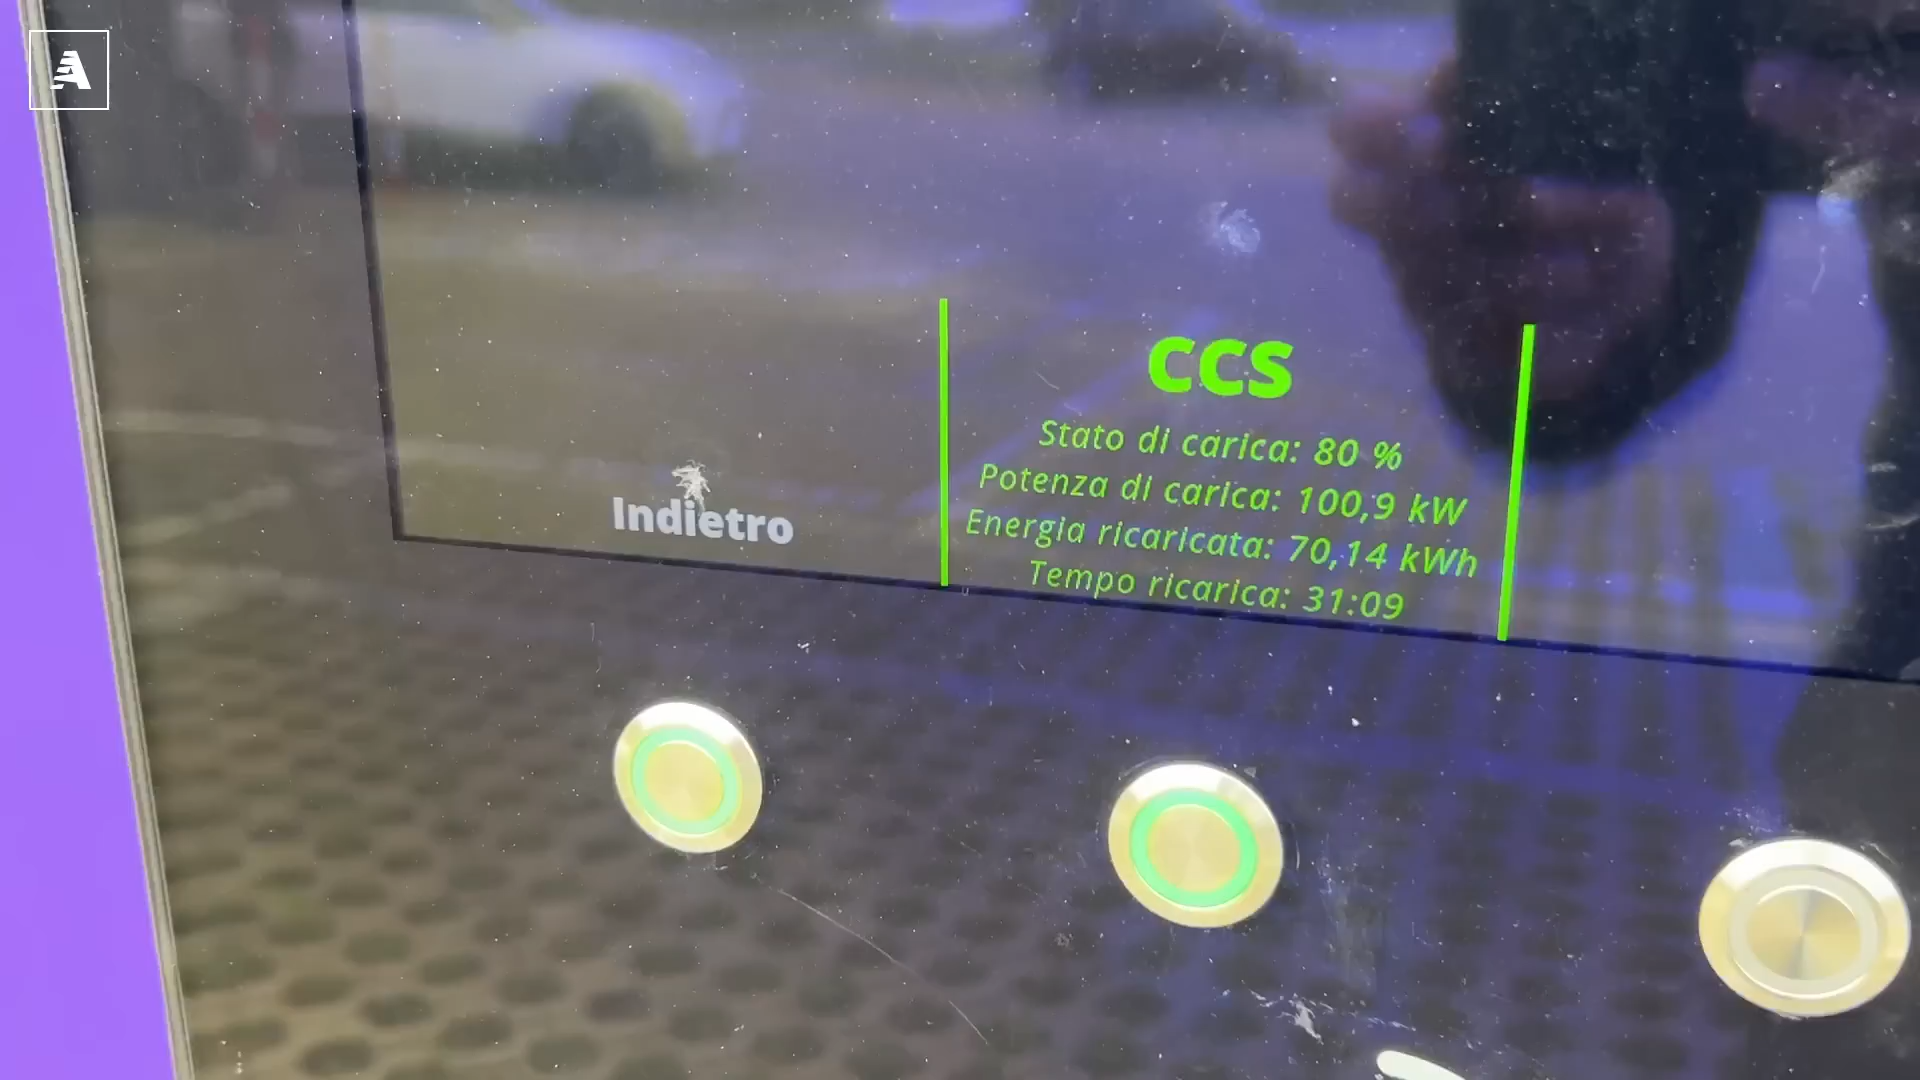 A
CCS
Stato di carica: 80 %
Potenza di carica: 100,9 kW
Energia ricaricata: 70,14 kWh
Tempo ricarica: 31:09
Indietro